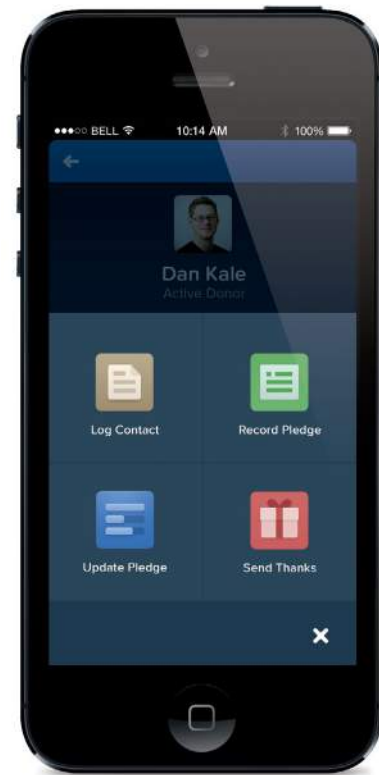 BELL 10:14 AM 100%
Dan Kale
Active Donor
Log Contact Record Pledge
Update Pledge Send Thanks